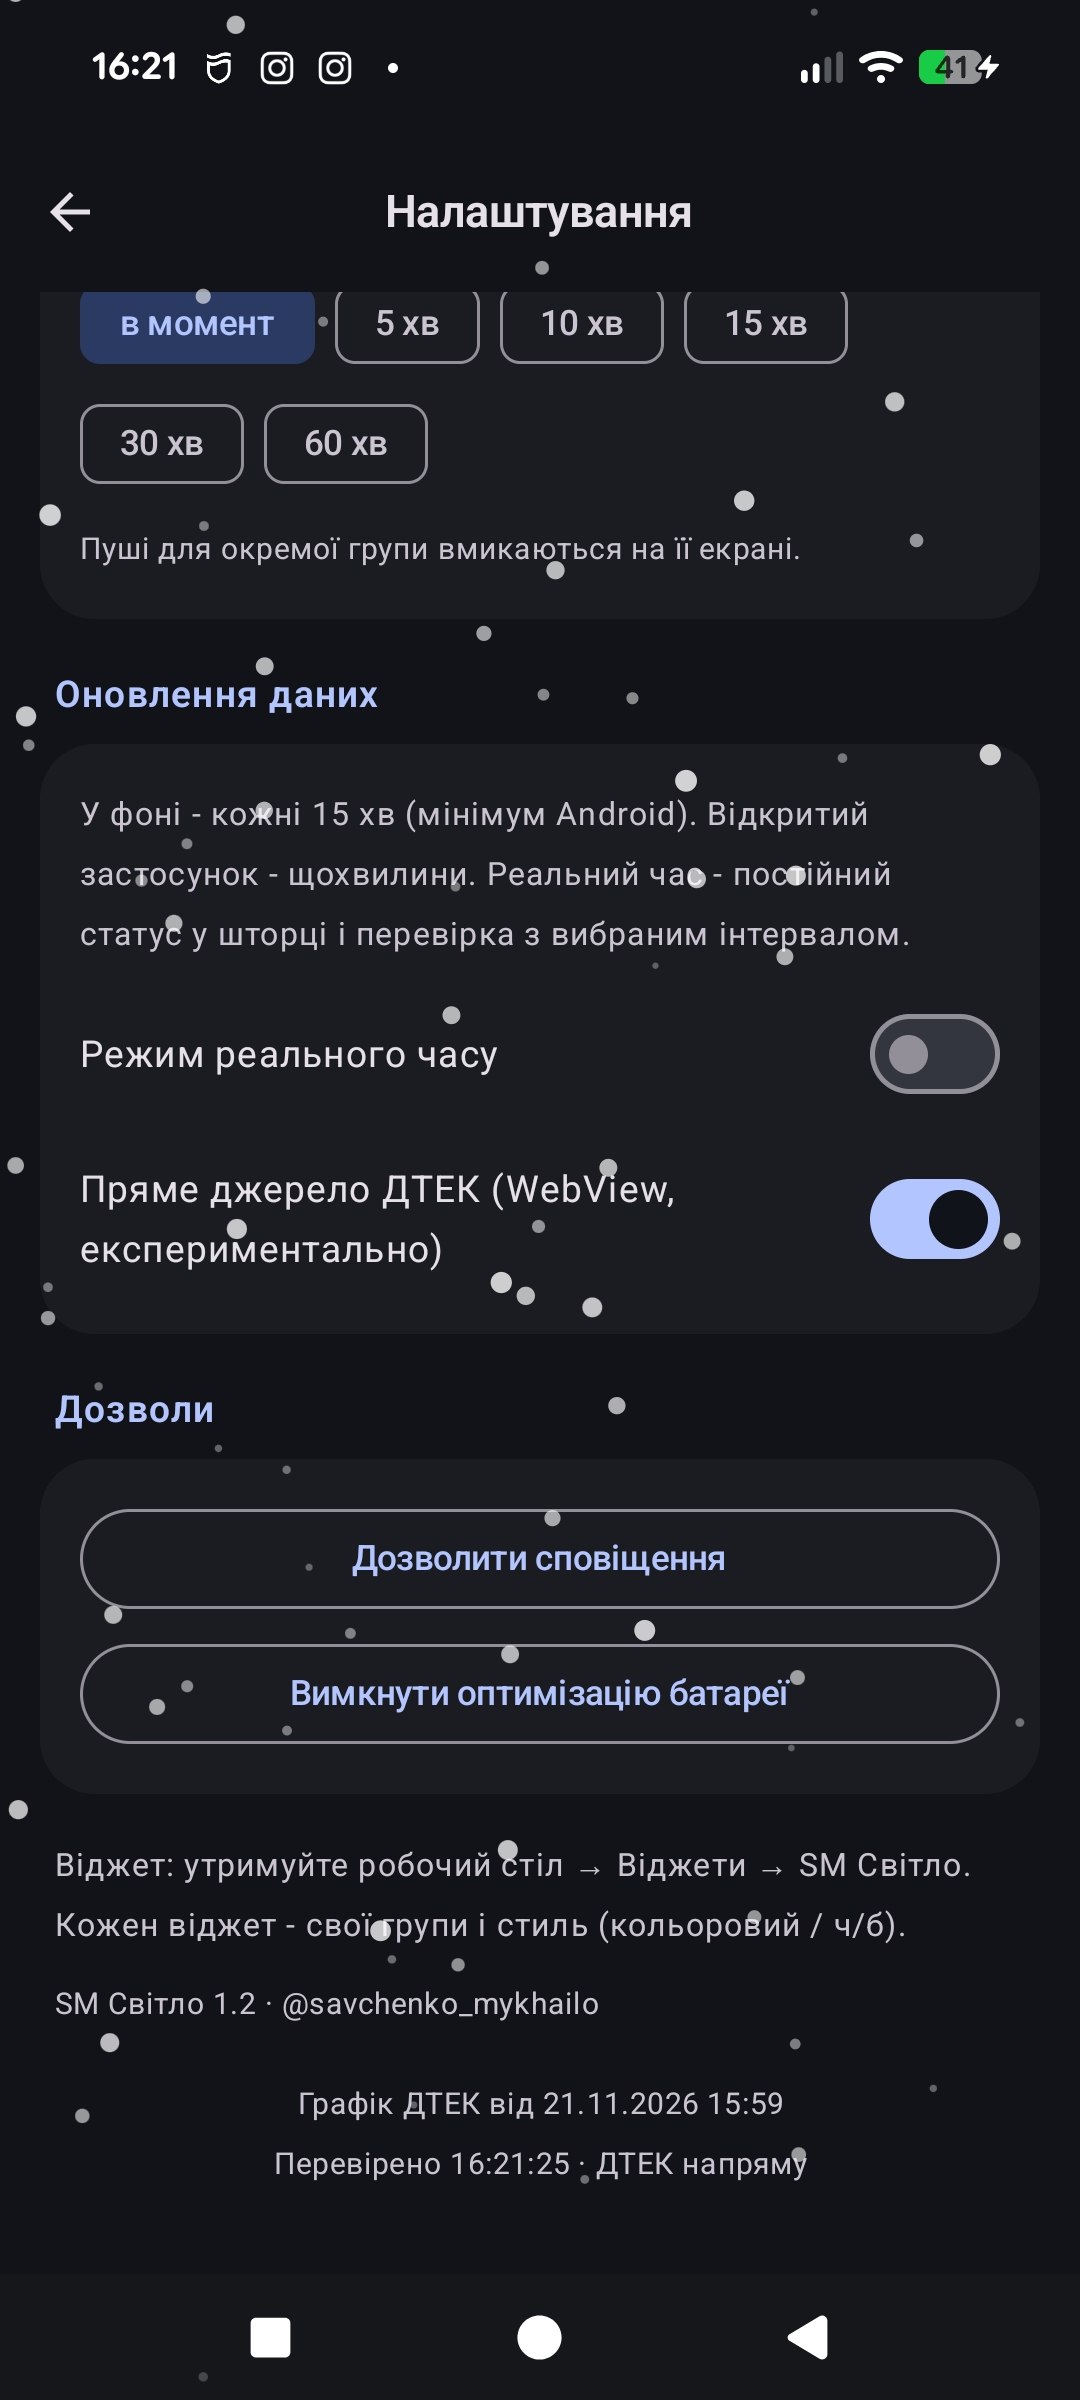 16:21
41
Налаштування
в момент
5 хв
10 хв
15 хв
30 хв
60 хв
Пуші для окремої групи вмикаються на її екрані.
Оновлення даних
У фоні - кожні 15 хв (мінімум Android). Відкритий
застосунок - щохвилини. Реальний час - постійний
статус у шторці і перевірка з вибраним інтервалом.
Режим реального часу
Пряме джерело ДТЕК (WebView,
експериментально)
Дозволи
Дозволити сповіщення
Вимкнути оптимізацію батареї
Віджет: утримуйте робочий стіл → Віджети → SM Світло.
Кожен віджет - свої групи і стиль (кольоровий / ч/б).
SM Світло 1.2 · @savchenko_mykhailo
Графік ДТЕК від 21.11.2026 15:59
Перевірено 16:21:25 · ДТЕК напряму